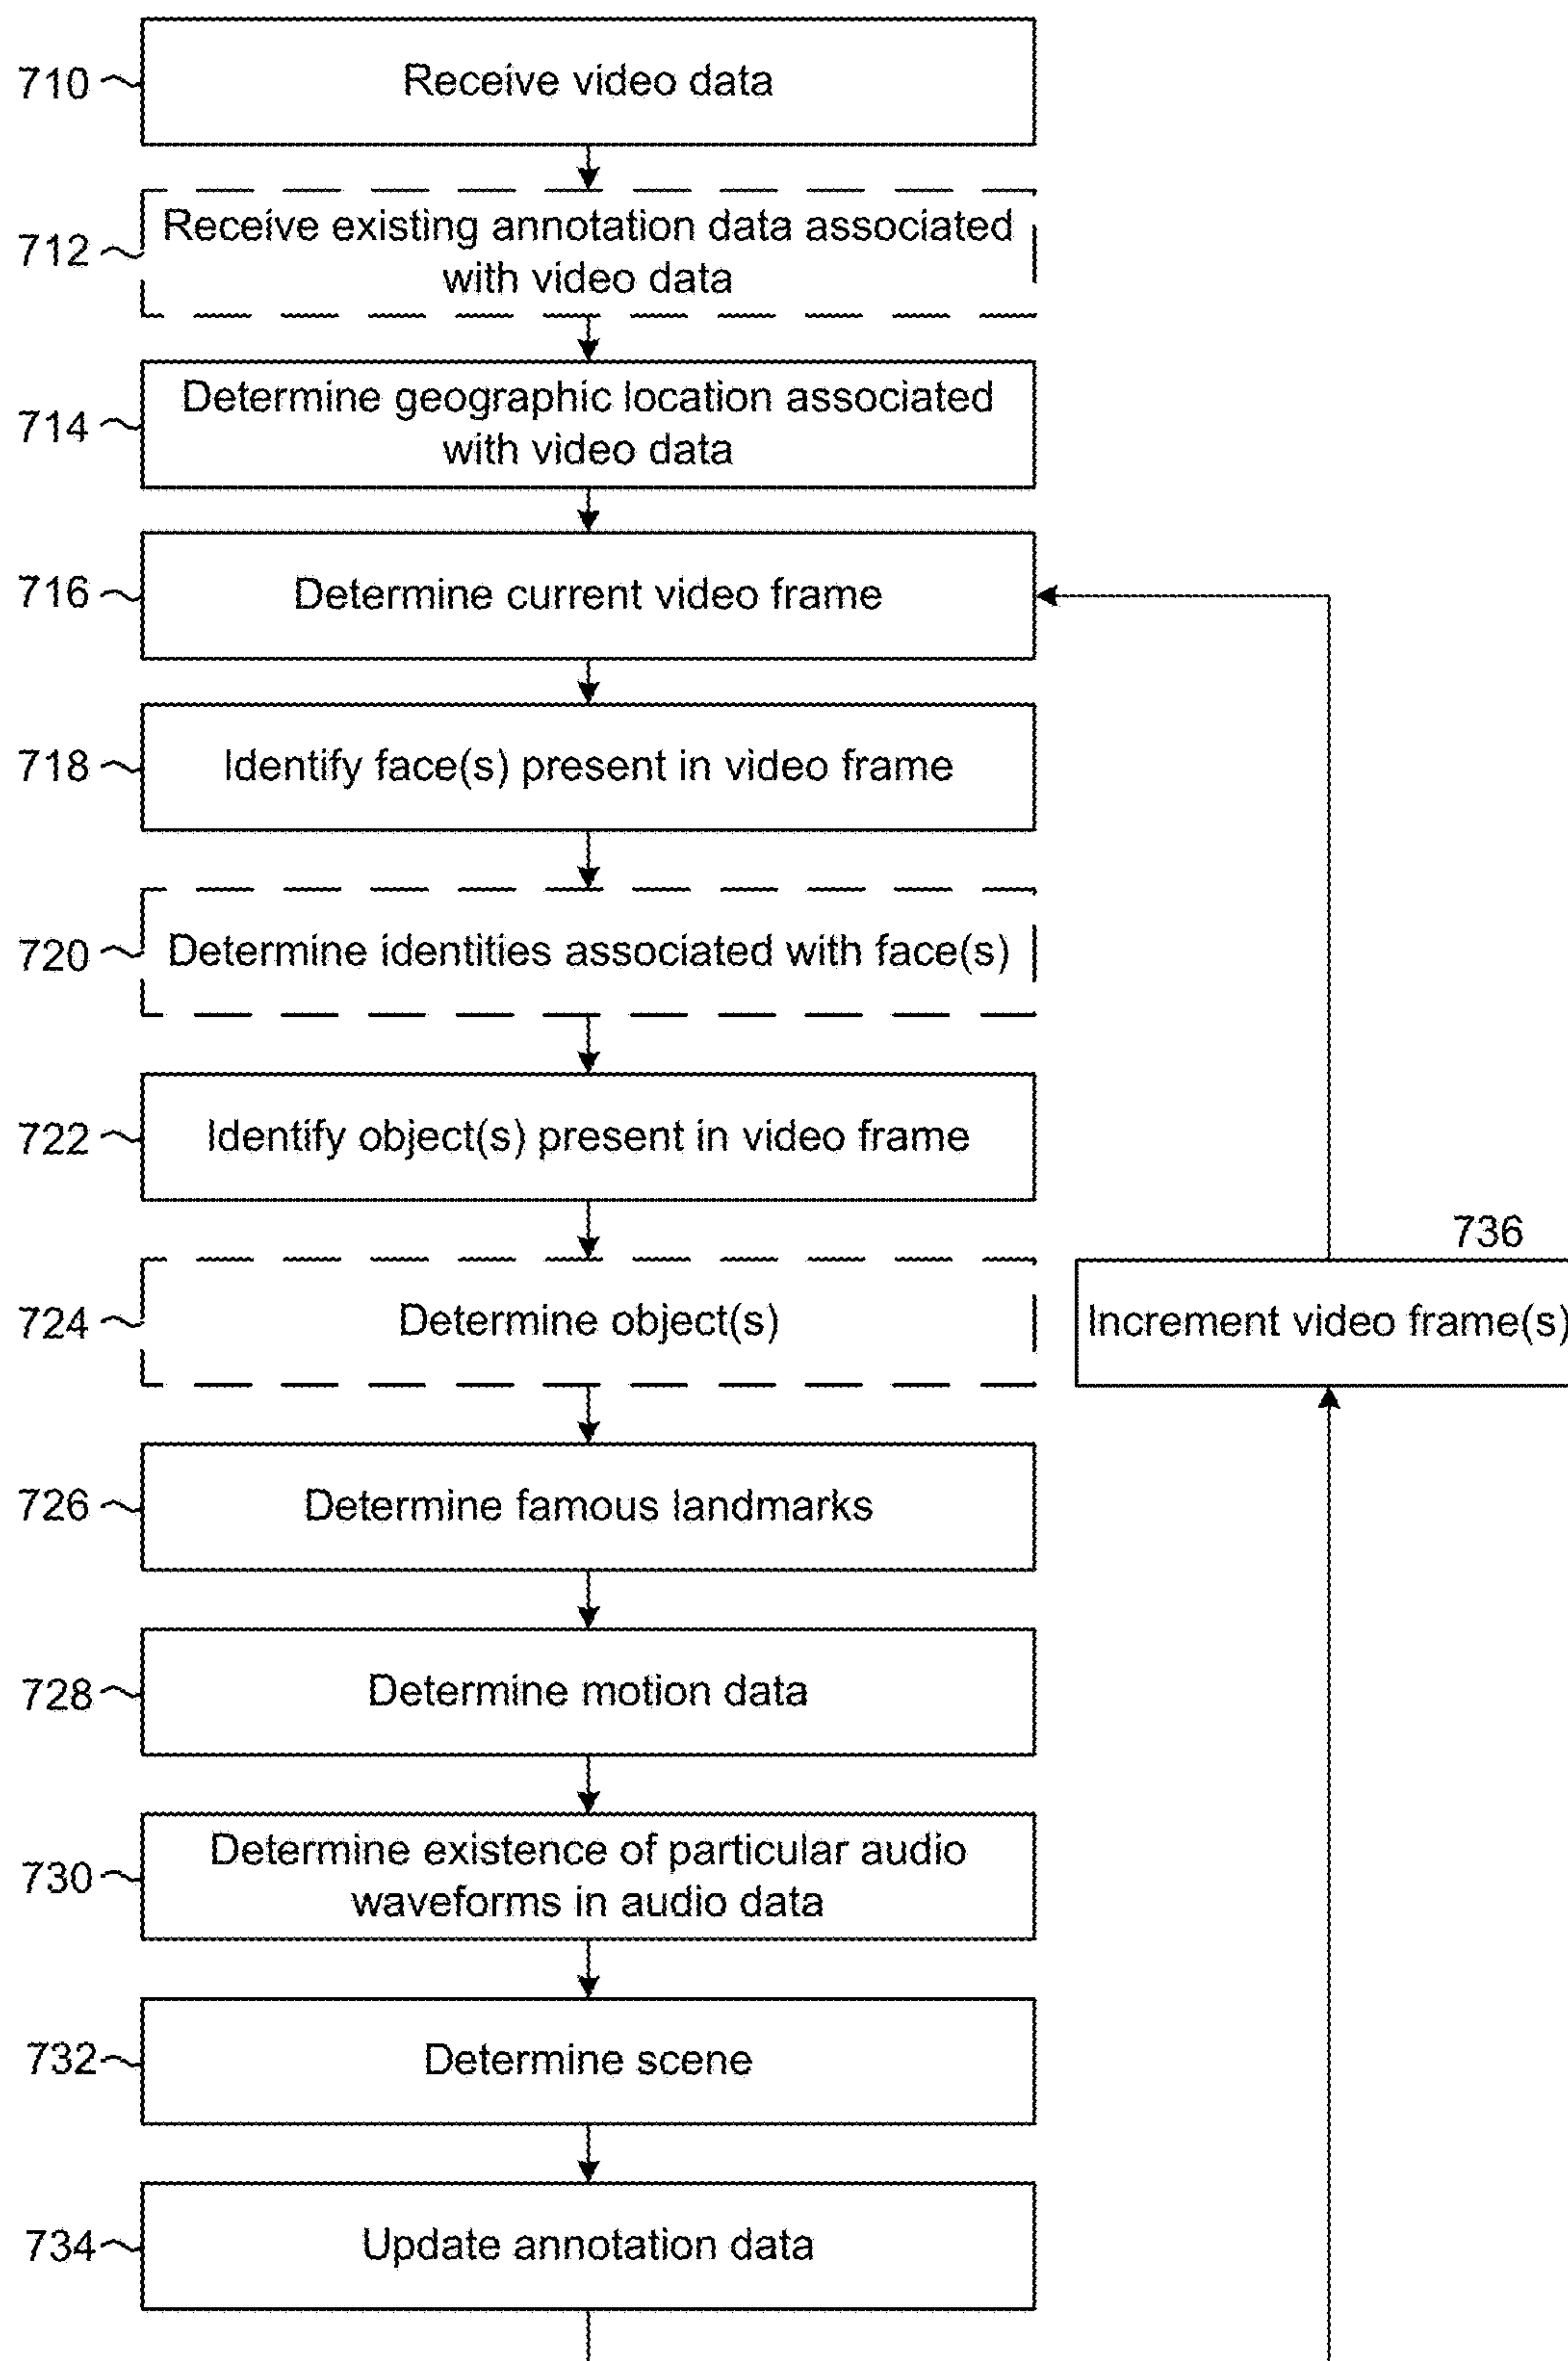 710
Receive video data
712
Receive existing annotation data associated
with video data
714
Determine geographic location associated
with video data
716
Determine current video frame
718
Identify face(s) present in video frame
720
Determine identities associated with face(s)
722
Identify object(s) present in video frame
736
724
Determine object(s)
Increment video frame(s)
726
Determine famous landmarks
728
Determine motion data
730
Determine existence of particular audio
waveforms in audio data
732
Determine scene
734
Update annotation data